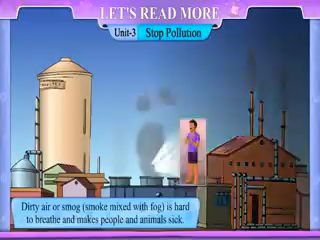 LET'S READ MORE
Unit-3 Stop Pollution
Dirty air or smog (smoke mixed with fog) is hard
to breathe and makes people and animals sick.